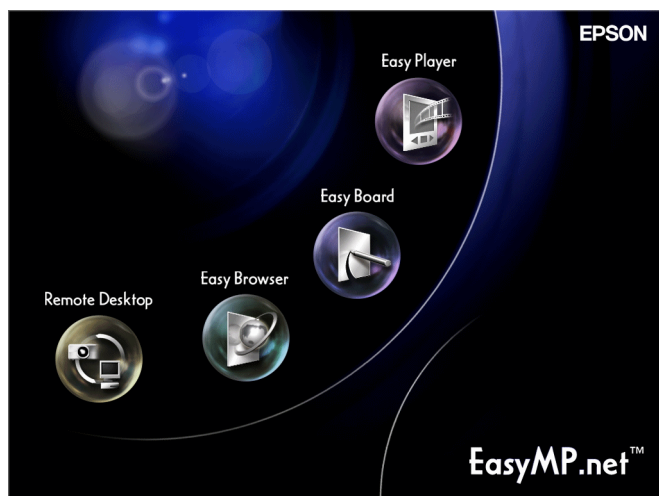 EPSON
Easy Player
Easy Board
Easy Browser
Remote Desktop
EasyMP.net™